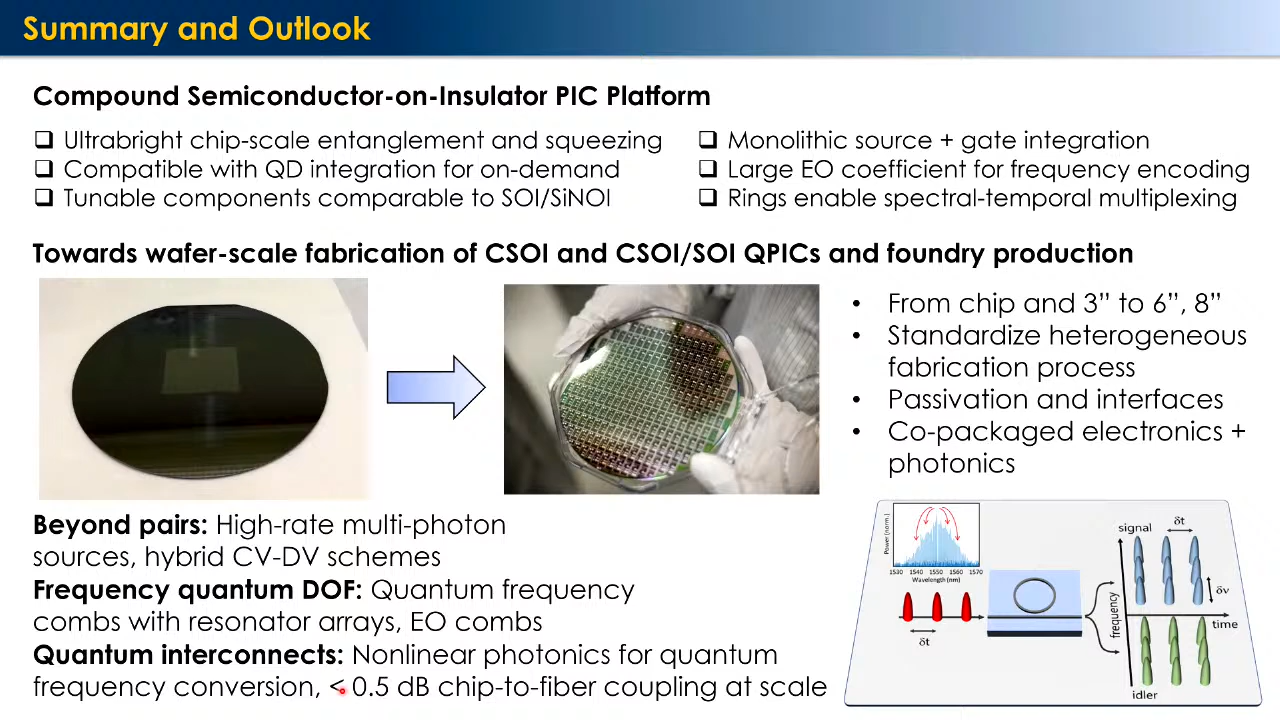 Summary and Outlook
Compound Semiconductor-on-Insulator PIC Platform
Ultrabright chip-scale entanglement and squeezing
Compatible with QD integration for on-demand
Tunable components comparable to SOI/SiNOI
Monolithic source + gate integration
Large EO coefficient for frequency encoding
Rings enable spectral-temporal multiplexing
Towards wafer-scale fabrication of CSOI and CSOI/SOI QPICs and foundry production
• From chip and 3” to 6”, 8”
• Standardize heterogeneous
fabrication process
• Passivation and interfaces
• Co-packaged electronics +
photonics
Beyond pairs: High-rate multi-photon
sources, hybrid CV-DV schemes
Frequency quantum DOF: Quantum frequency
combs with resonator arrays, EO combs
Quantum interconnects: Nonlinear photonics for quantum
frequency conversion, < 0.5 dB chip-to-fiber coupling at scale
Power (norm.)
1530 1540 1550 1560 1570
Wavelength (nm)
δt
signal
δt
δν
frequency
time
idler